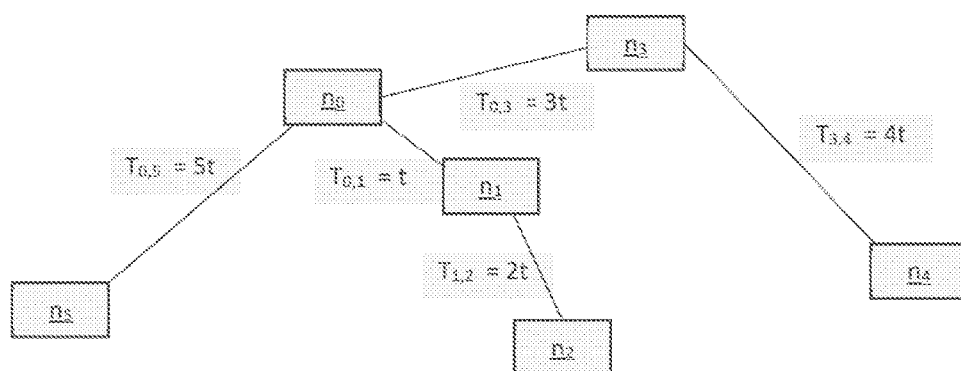 n₃
n₀
T₀,₃ = 3t
T₃,₄ = 4t
T₀,₅ = 5t
T₀,₁ = t
n₁
T₁,₂ = 2t
n₄
n₅
n₂